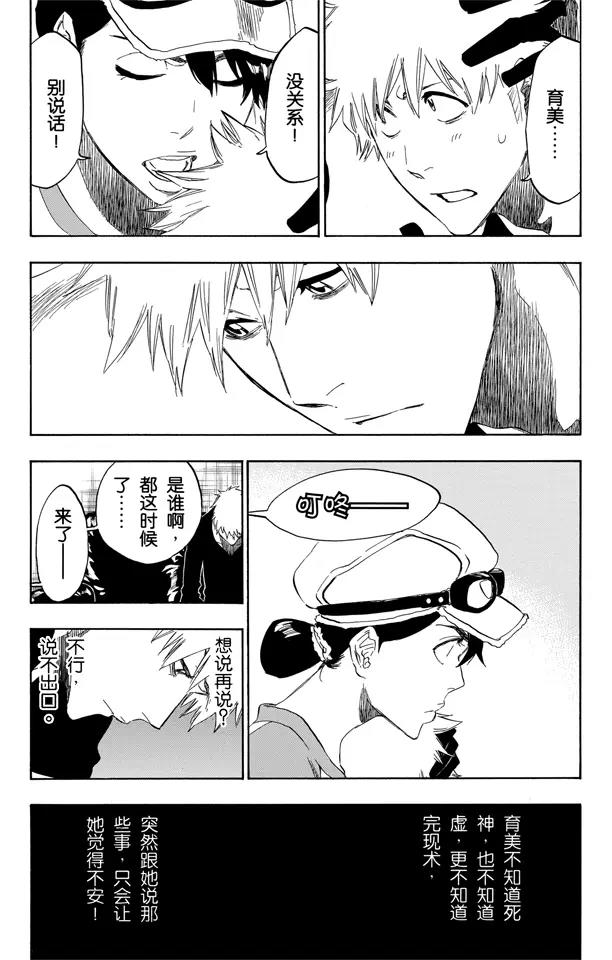 育美……
没关系！
别说话！
叮咚——
是谁啊，
都这时候
了……
来了——
想说再说？
不行，
说不出口。
育美不知道死
神，也不知道
虚，更不知道
完现术，
突然跟她说那
些事，只会让
她觉得不安！